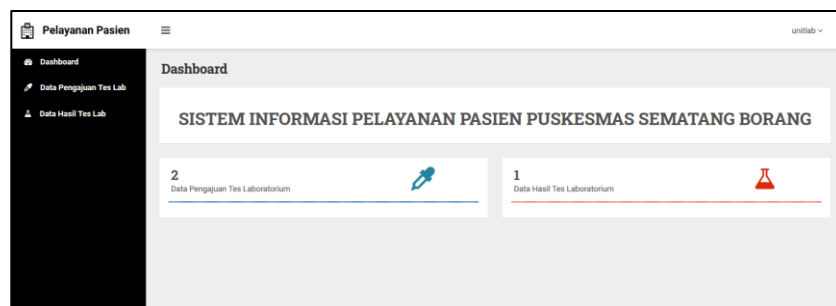 Pelayanan Pasien
unitlab
Dashboard
Data Pengajuan Tes Lab
Data Hasil Tes Lab
Dashboard
SISTEM INFORMASI PELAYANAN PASIEN PUSKESMAS SEMATANG BORANG
2
Data Pengajuan Tes Laboratorium
1
Data Hasil Tes Laboratorium